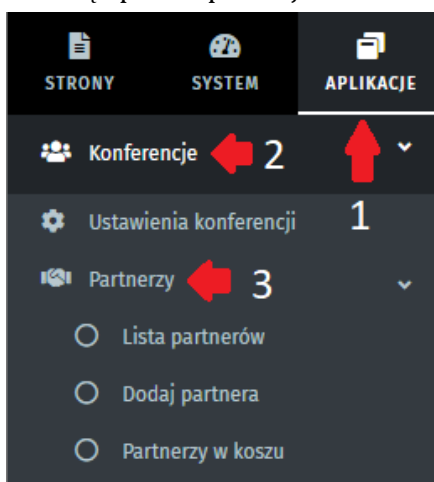 STRONY SYSTEM APLIKACJE
Konferencje 2
Ustawienia konferencji 1
Partnerzy 3
Lista partnerów
Dodaj partnera
Partnerzy w koszu